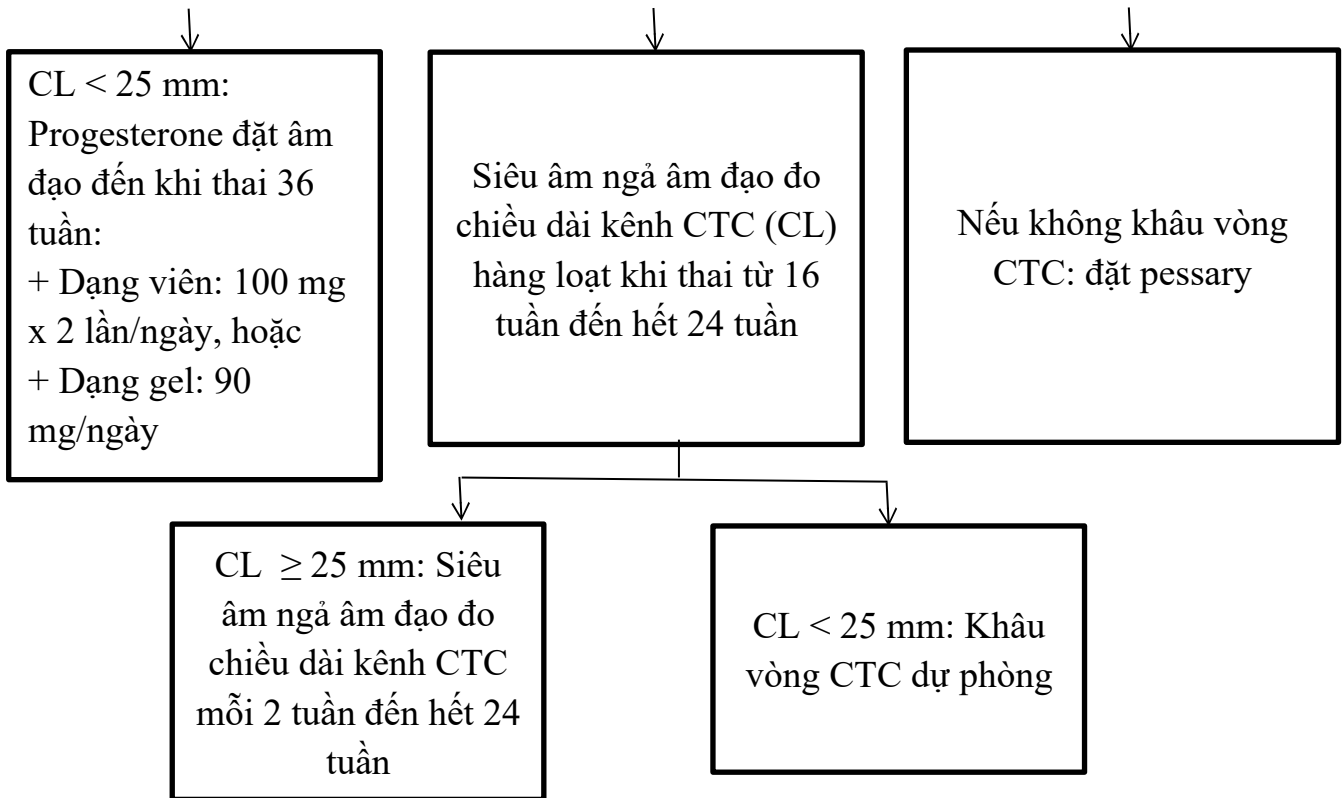 CL < 25 mm:
Progesterone đặt âm
đạo đến khi thai 36
tuần:
+ Dạng viên: 100 mg
x 2 lần/ngày, hoặc
+ Dạng gel: 90
mg/ngày
Siêu âm ngả âm đạo đo
chiều dài kênh CTC (CL)
hàng loạt khi thai từ 16
tuần đến hết 24 tuần
Nếu không khâu vòng
CTC: đặt pessary
CL ≥ 25 mm: Siêu
âm ngả âm đạo đo
chiều dài kênh CTC
mỗi 2 tuần đến hết 24
tuần
CL < 25 mm: Khâu
vòng CTC dự phòng